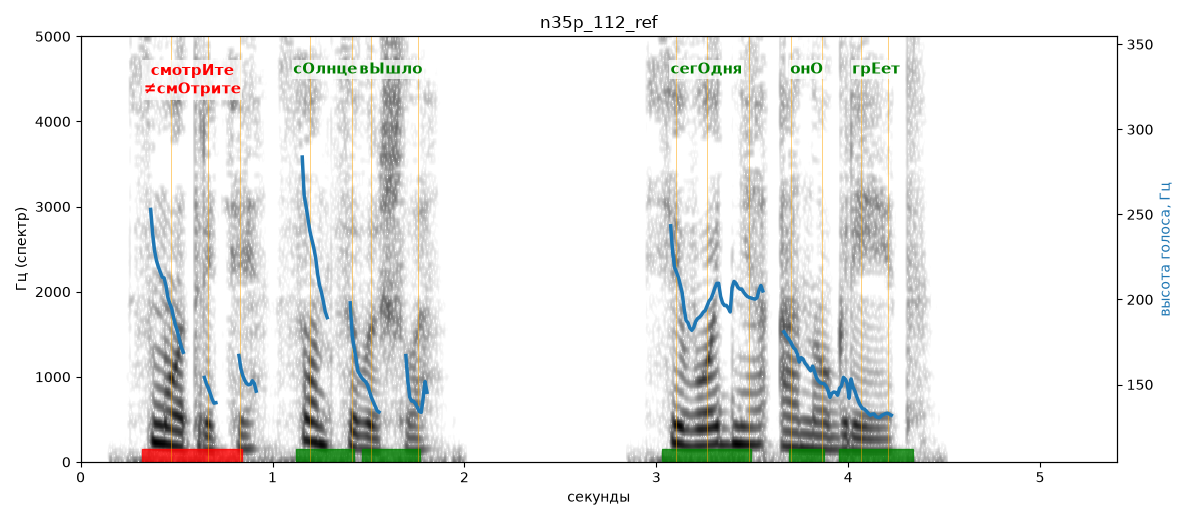 n35p_112_ref
смотрИте
≠смОтрите
сОлнце вЫшло
сегОдня
онО
грЕет
5000
4000
3000
2000
1000
0
Гц (спектр)
350
300
250
200
150
высота голоса, Гц
0
1
2
3
4
5
секунды